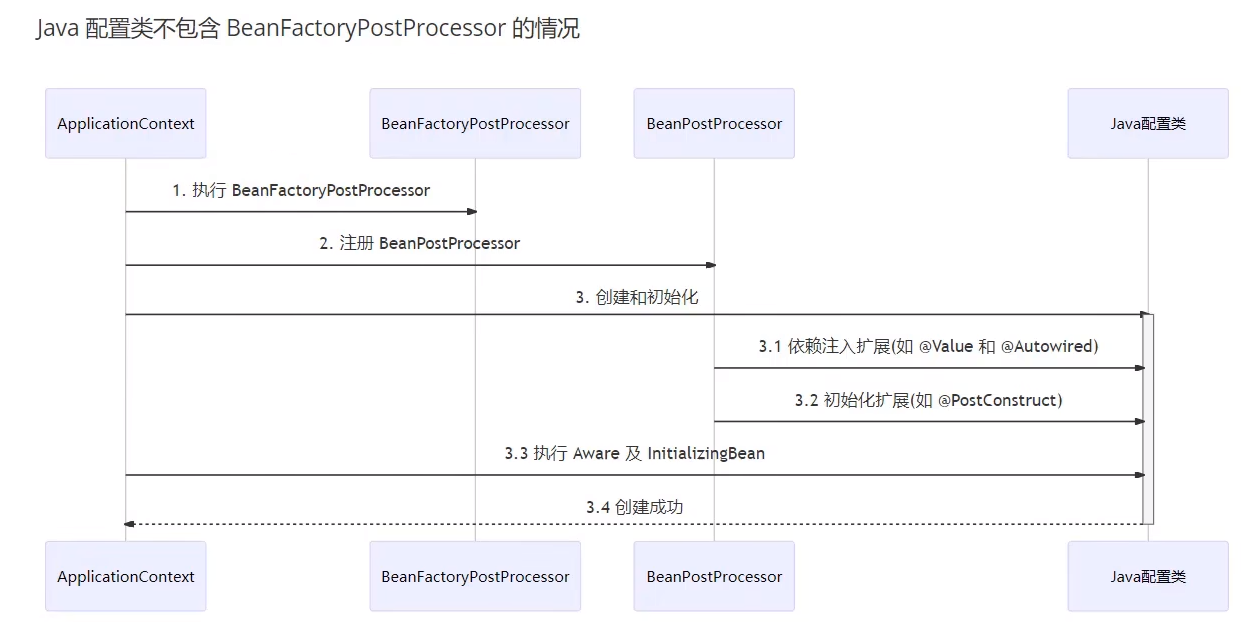 Java 配置类不包含 BeanFactoryPostProcessor 的情况
ApplicationContext
BeanFactoryPostProcessor
BeanPostProcessor
Java配置类
1. 执行 BeanFactoryPostProcessor
2. 注册 BeanPostProcessor
3. 创建和初始化
3.1 依赖注入扩展(如 @Value 和 @Autowired)
3.2 初始化扩展(如 @PostConstruct)
3.3 执行 Aware 及 InitializingBean
3.4 创建成功
ApplicationContext
BeanFactoryPostProcessor
BeanPostProcessor
Java配置类